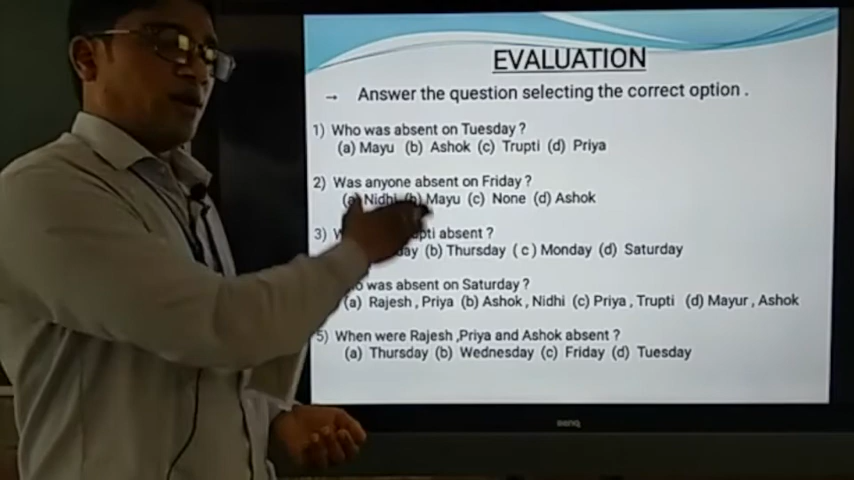 EVALUATION
→ Answer the question selecting the correct option .
1) Who was absent on Tuesday ?
(a) Mayu (b) Ashok (c) Trupti (d) Priya
2) Was anyone absent on Friday ?
(a) Nidhi (b) Mayu (c) None (d) Ashok
3) absent ?
(b) Thursday ( c ) Monday (d) Saturday
was absent on Saturday ?
(a) Rajesh , Priya (b) Ashok , Nidhi (c) Priya , Trupti (d) Mayur , Ashok
5) When were Rajesh ,Priya and Ashok absent ?
(a) Thursday (b) Wednesday (c) Friday (d) Tuesday
BenQ